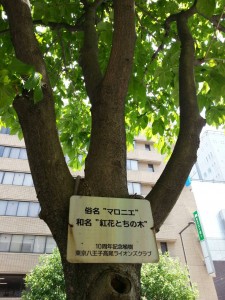 俗名 "マロニエ"
和名 "紅花とちの木"
10周年記念植樹
東京八王子高尾ライオンズクラブ